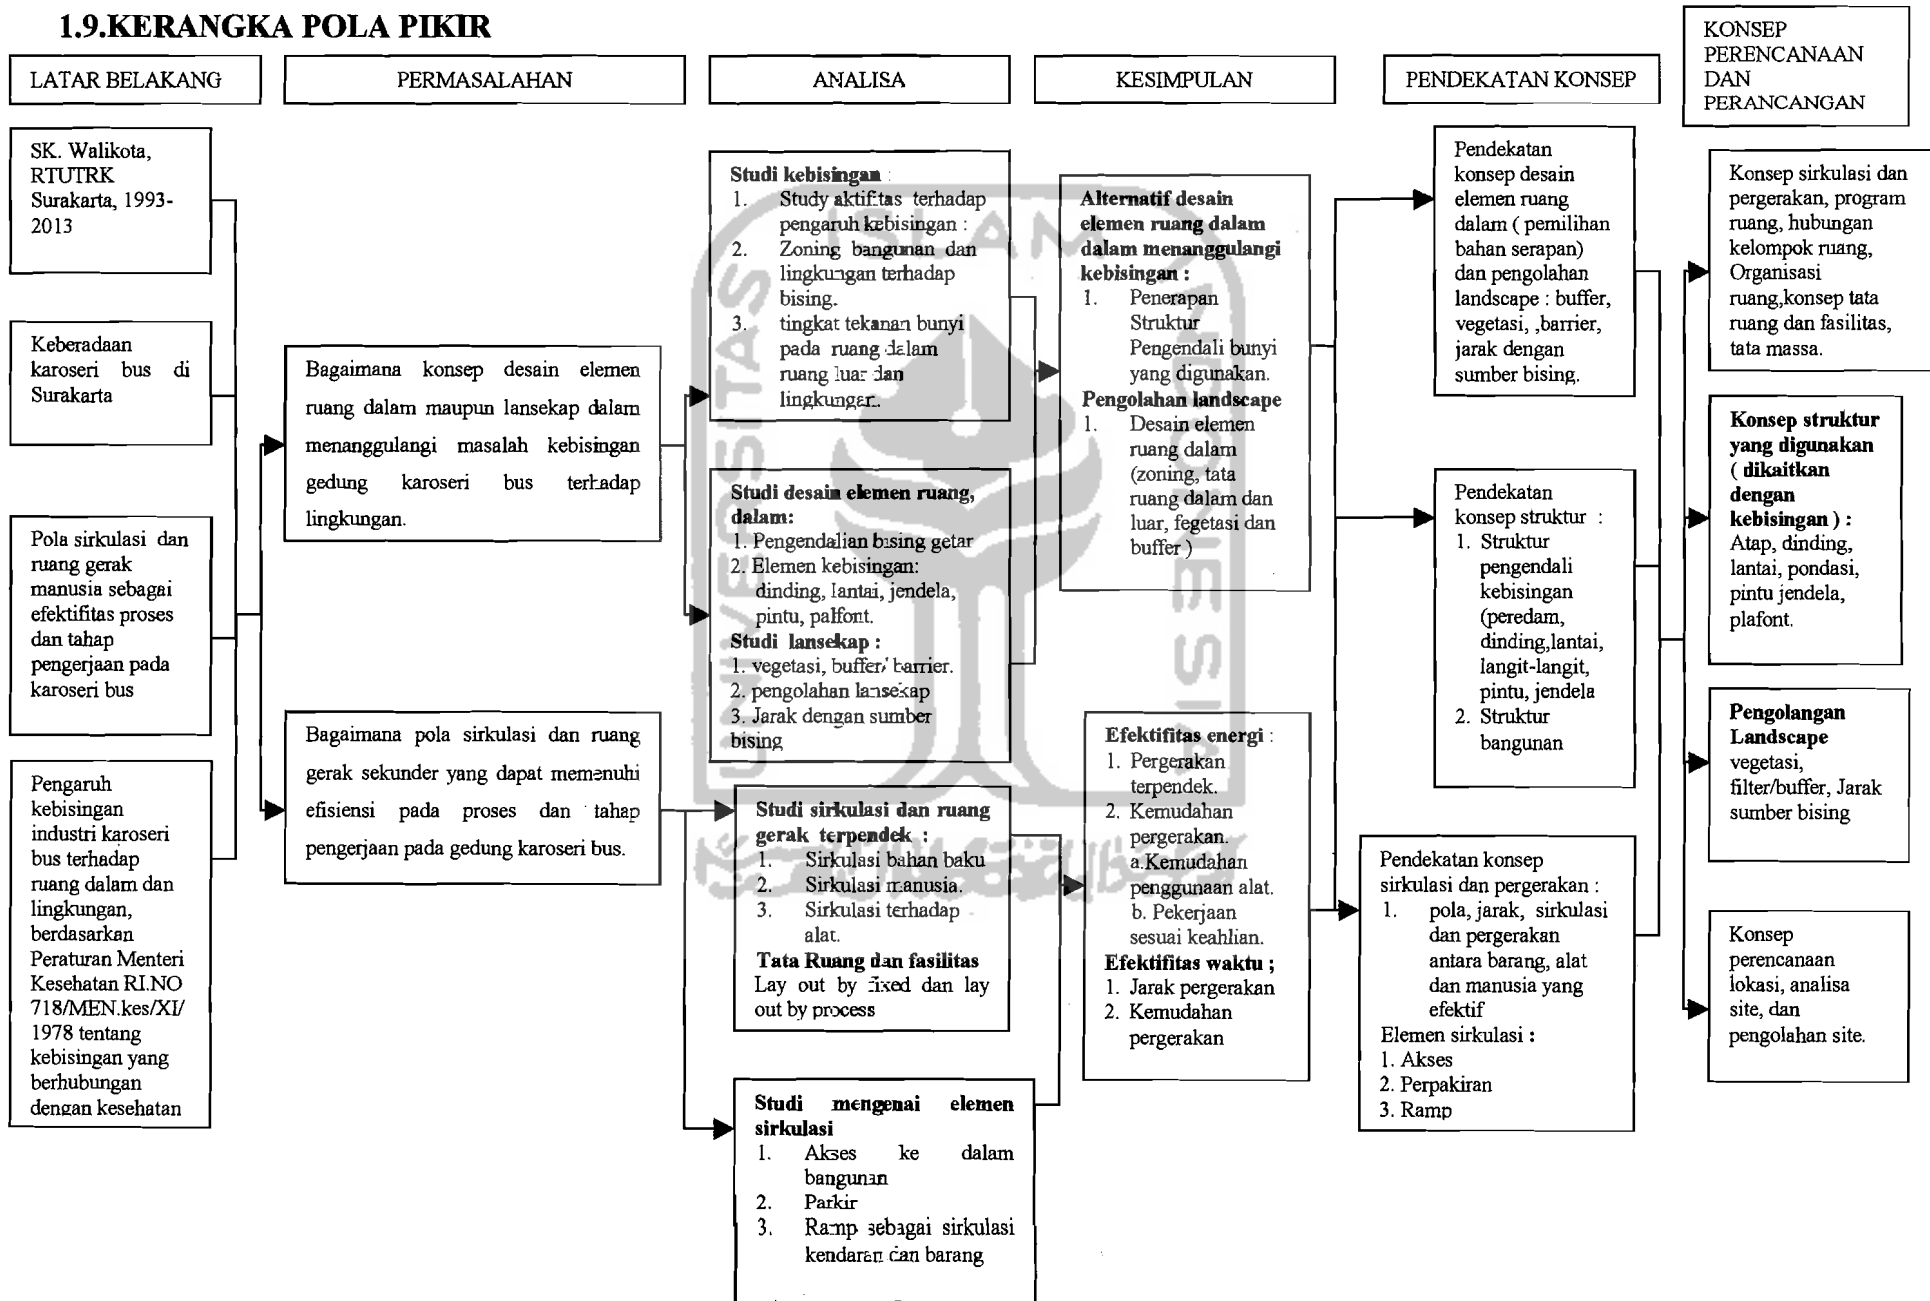 1.9.KERANGKA POLA PIKIR
LATAR BELAKANG
PERMASALAHAN
ANALISA
KESIMPULAN
PENDEKATAN KONSEP
KONSEP
PERENCANAAN
DAN
PERANCANGAN
SK. Walikota,
RTUTRK
Surakarta, 1993-
2013
Keberadaan
karoseri bus di
Surakarta
Pola sirkulasi dan
ruang gerak
manusia sebagai
efektifitas proses
dan tahap
pengerjaan pada
karoseri bus
Pengaruh
kebisingan
industri karoseri
bus terhadap
ruang dalam dan
lingkungan,
berdasarkan
Peraturan Menteri
Kesehatan RI.NO
718/MEN.kes/XI/
1978 tentang
kebisingan yang
berhubungan
dengan kesehatan
Bagaimana konsep desain elemen
ruang dalam maupun lansekap dalam
menanggulangi masalah kebisingan
gedung karoseri bus terhadap
lingkungan.
Bagaimana pola sirkulasi dan ruang
gerak sekunder yang dapat memenuhi
efisiensi pada proses dan tahap
pengerjaan pada gedung karoseri bus.
Studi kebisingan :
1. Study aktifitas terhadap
pengaruh kebisingan :
2. Zoning bangunan dan
lingkungan terhadap
bising.
3. tingkat tekanan bunyi
pada ruang dalam
ruang luar dan
lingkungan.
Studi desain elemen ruang,
dalam:
1. Pengendalian bising getar
2. Elemen kebisingan:
dinding, lantai, jendela,
pintu, palfont.
Studi lansekap :
1. vegetasi, buffer/ barrier.
2. pengolahan lansekap
3. Jarak dengan sumber
bising
Studi sirkulasi dan ruang
gerak terpendek :
1. Sirkulasi bahan baku
2. Sirkulasi manusia.
3. Sirkulasi terhadap
alat.
Tata Ruang dan fasilitas
Lay out by fixed dan lay
out by process
Studi mengenai elemen
sirkulasi
1. Akses ke dalam
bangunan
2. Parkir
3. Ramp sebagai sirkulasi
kendaran dan barang
Alternatif desain
elemen ruang dalam
dalam menanggulangi
kebisingan :
1. Penerapan
Struktur
Pengendali bunyi
yang digunakan.
Pengolahan landscape
1. Desain elemen
ruang dalam
(zoning, tata
ruang dalam dan
luar, fegetasi dan
buffer )
Efektifitas energi :
1. Pergerakan
terpendek.
2. Kemudahan
pergerakan.
a.Kemudahan
penggunaan alat.
b. Pekerjaan
sesuai keahlian.
Efektifitas waktu ;
1. Jarak pergerakan
2. Kemudahan
pergerakan
Pendekatan
konsep desain
elemen ruang
dalam ( pemilihan
bahan serapan)
dan pengolahan
landscape : buffer,
vegetasi, ,barrier,
jarak dengan
sumber bising.
Pendekatan
konsep struktur :
1. Struktur
pengendali
kebisingan
(peredam,
dinding,lantai,
langit-langit,
pintu, jendela
2. Struktur
bangunan
Pendekatan konsep
sirkulasi dan pergerakan :
1. pola, jarak, sirkulasi
dan pergerakan
antara barang, alat
dan manusia yang
efektif
Elemen sirkulasi :
1. Akses
2. Perpakiran
3. Ramp
Konsep sirkulasi dan
pergerakan, program
ruang, hubungan
kelompok ruang,
Organisasi
ruang,konsep tata
ruang dan fasilitas,
tata massa.
Konsep struktur
yang digunakan
( dikaitkan
dengan
kebisingan ) :
Atap, dinding,
lantai, pondasi,
pintu jendela,
plafont.
Pengolangan
Landscape
vegetasi,
filter/buffer, Jarak
sumber bising
Konsep
perencanaan
lokasi, analisa
site, dan
pengolahan site.
UNIVERSITAS
ISLAM
INDONESIA